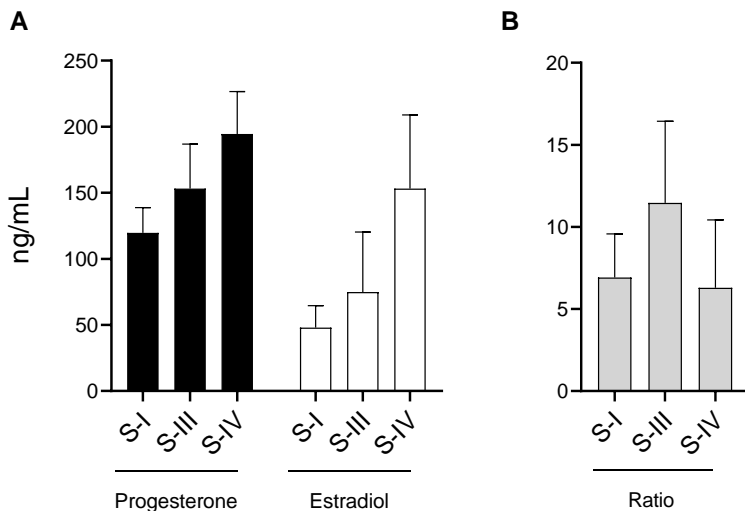 A
ng/mL
250
200
150
100
50
0
S-I
S-III
S-IV
S-I
S-III
S-IV
Progesterone
Estradiol
B
20
15
10
5
0
S-I
S-III
S-IV
Ratio